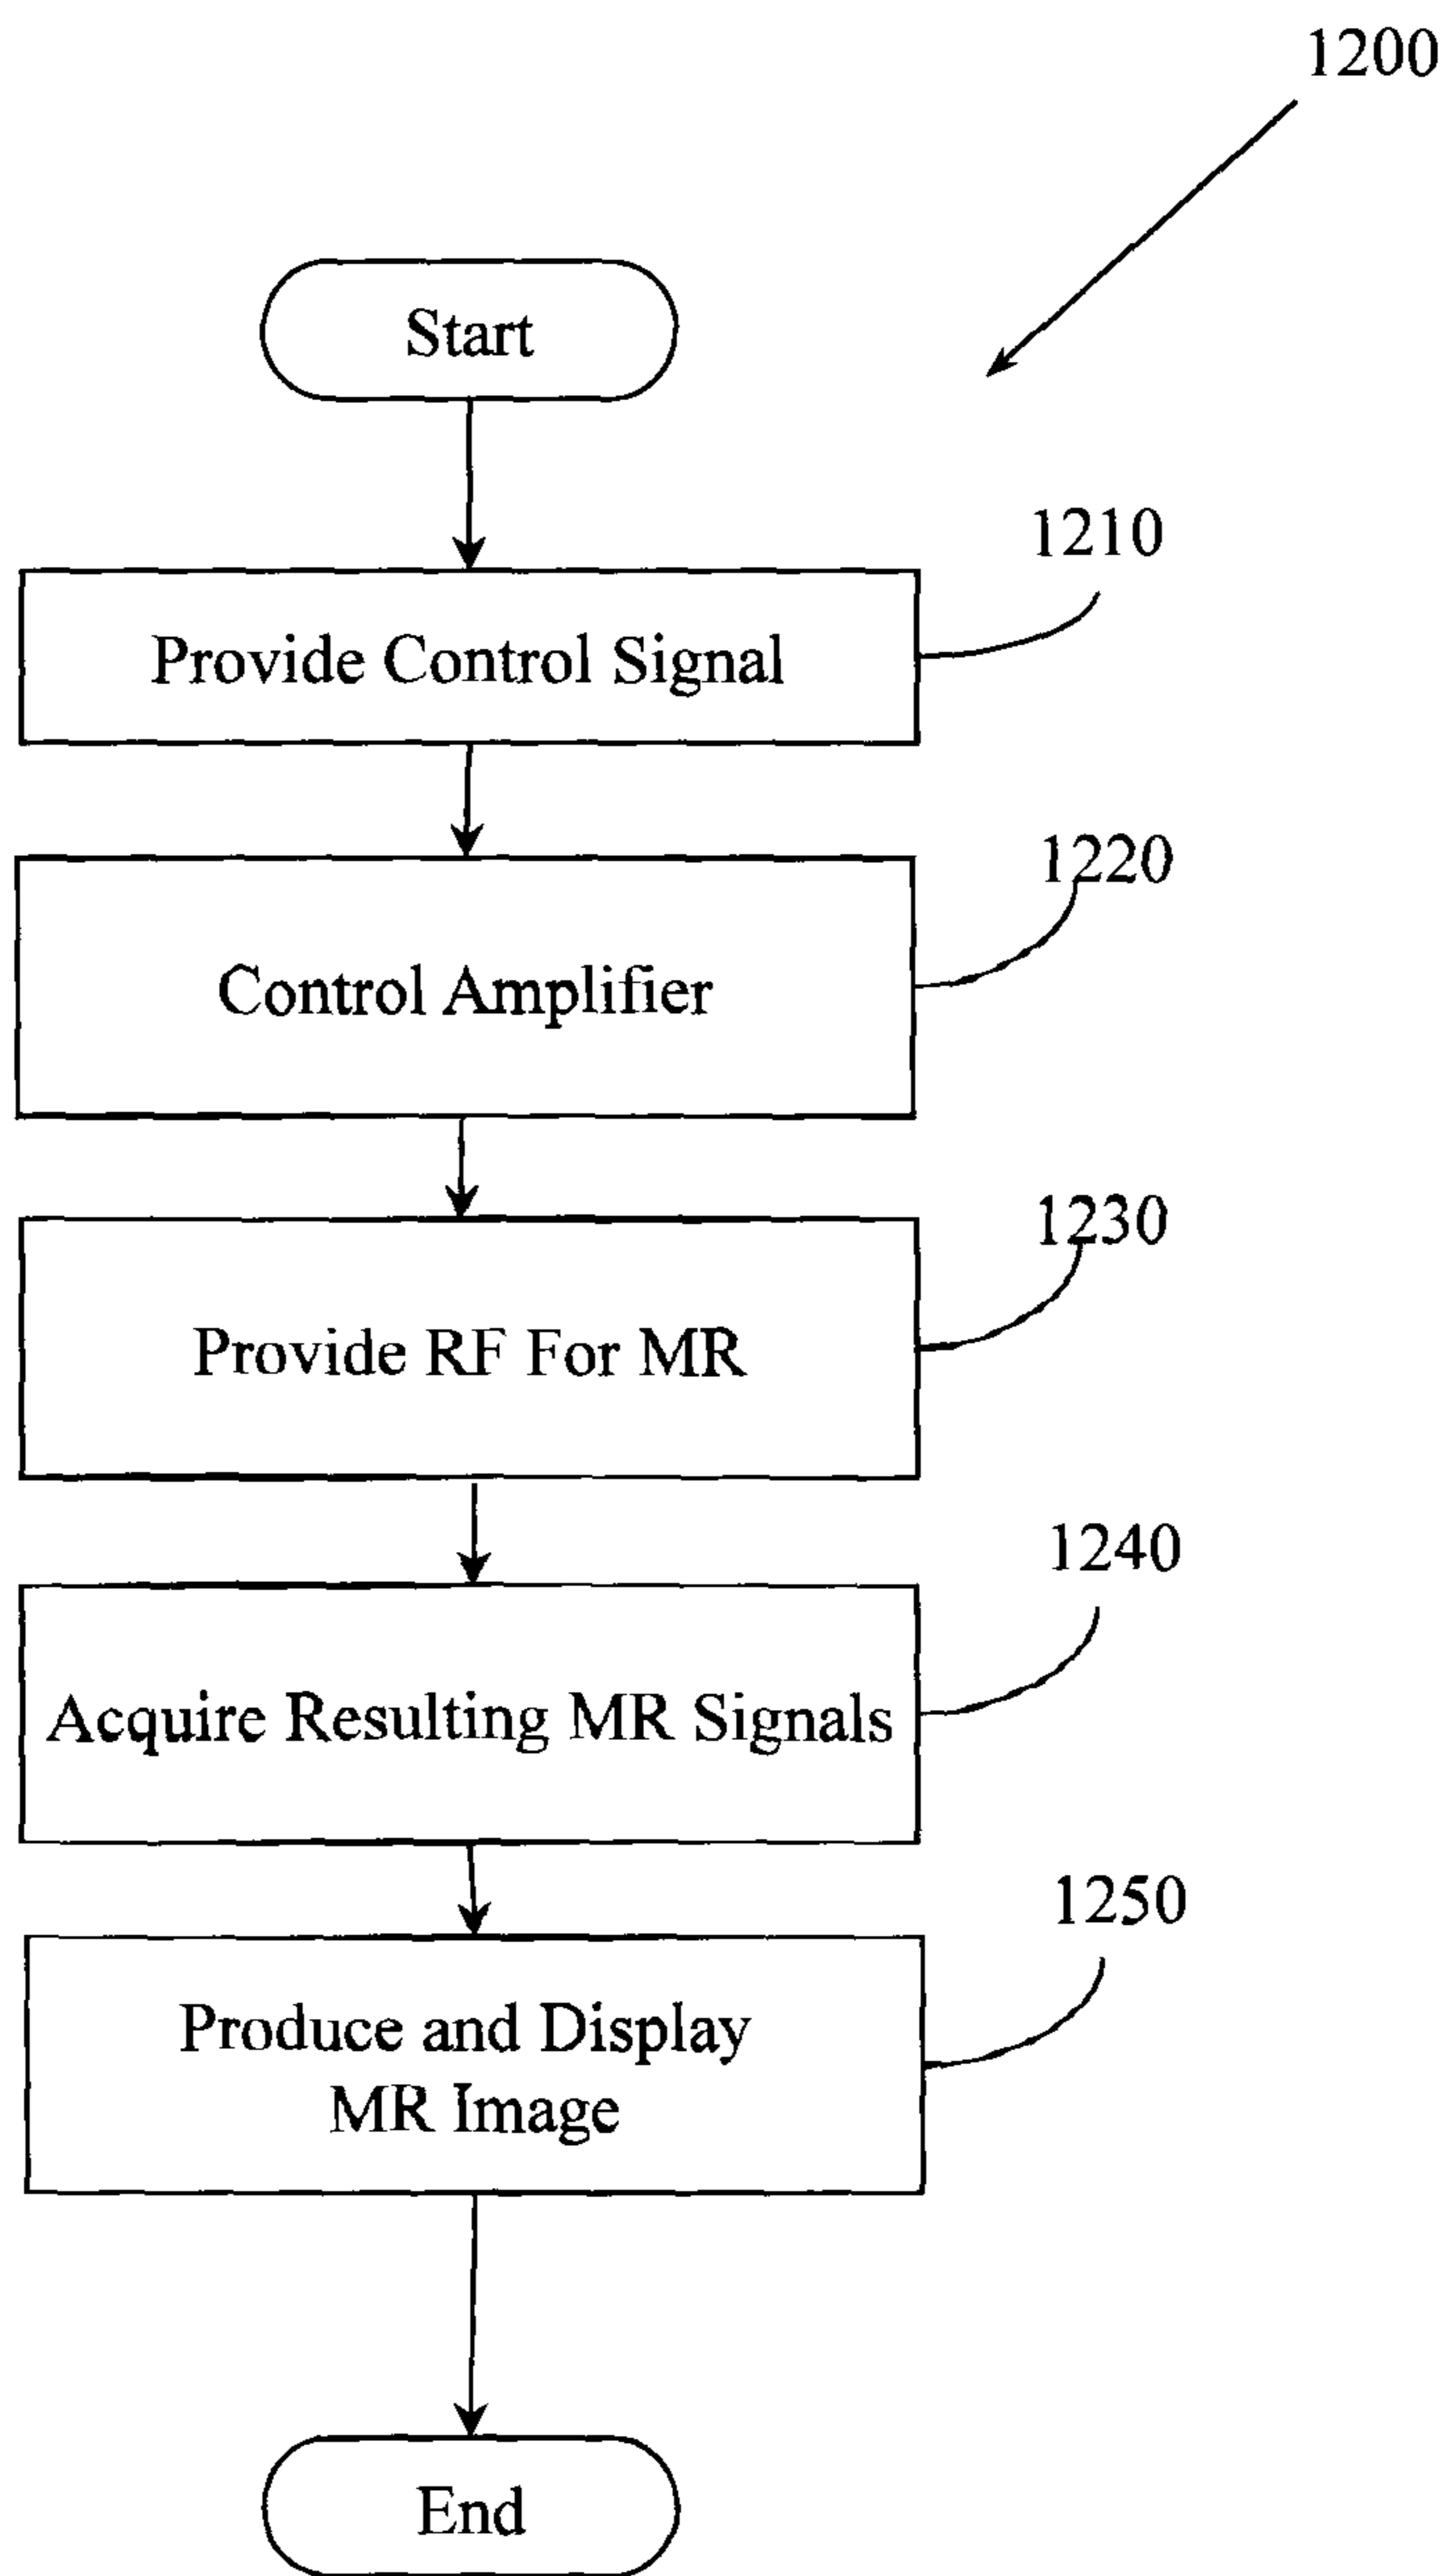 1200
Start
1210
Provide Control Signal
1220
Control Amplifier
1230
Provide RF For MR
1240
Acquire Resulting MR Signals
1250
Produce and Display
MR Image
End